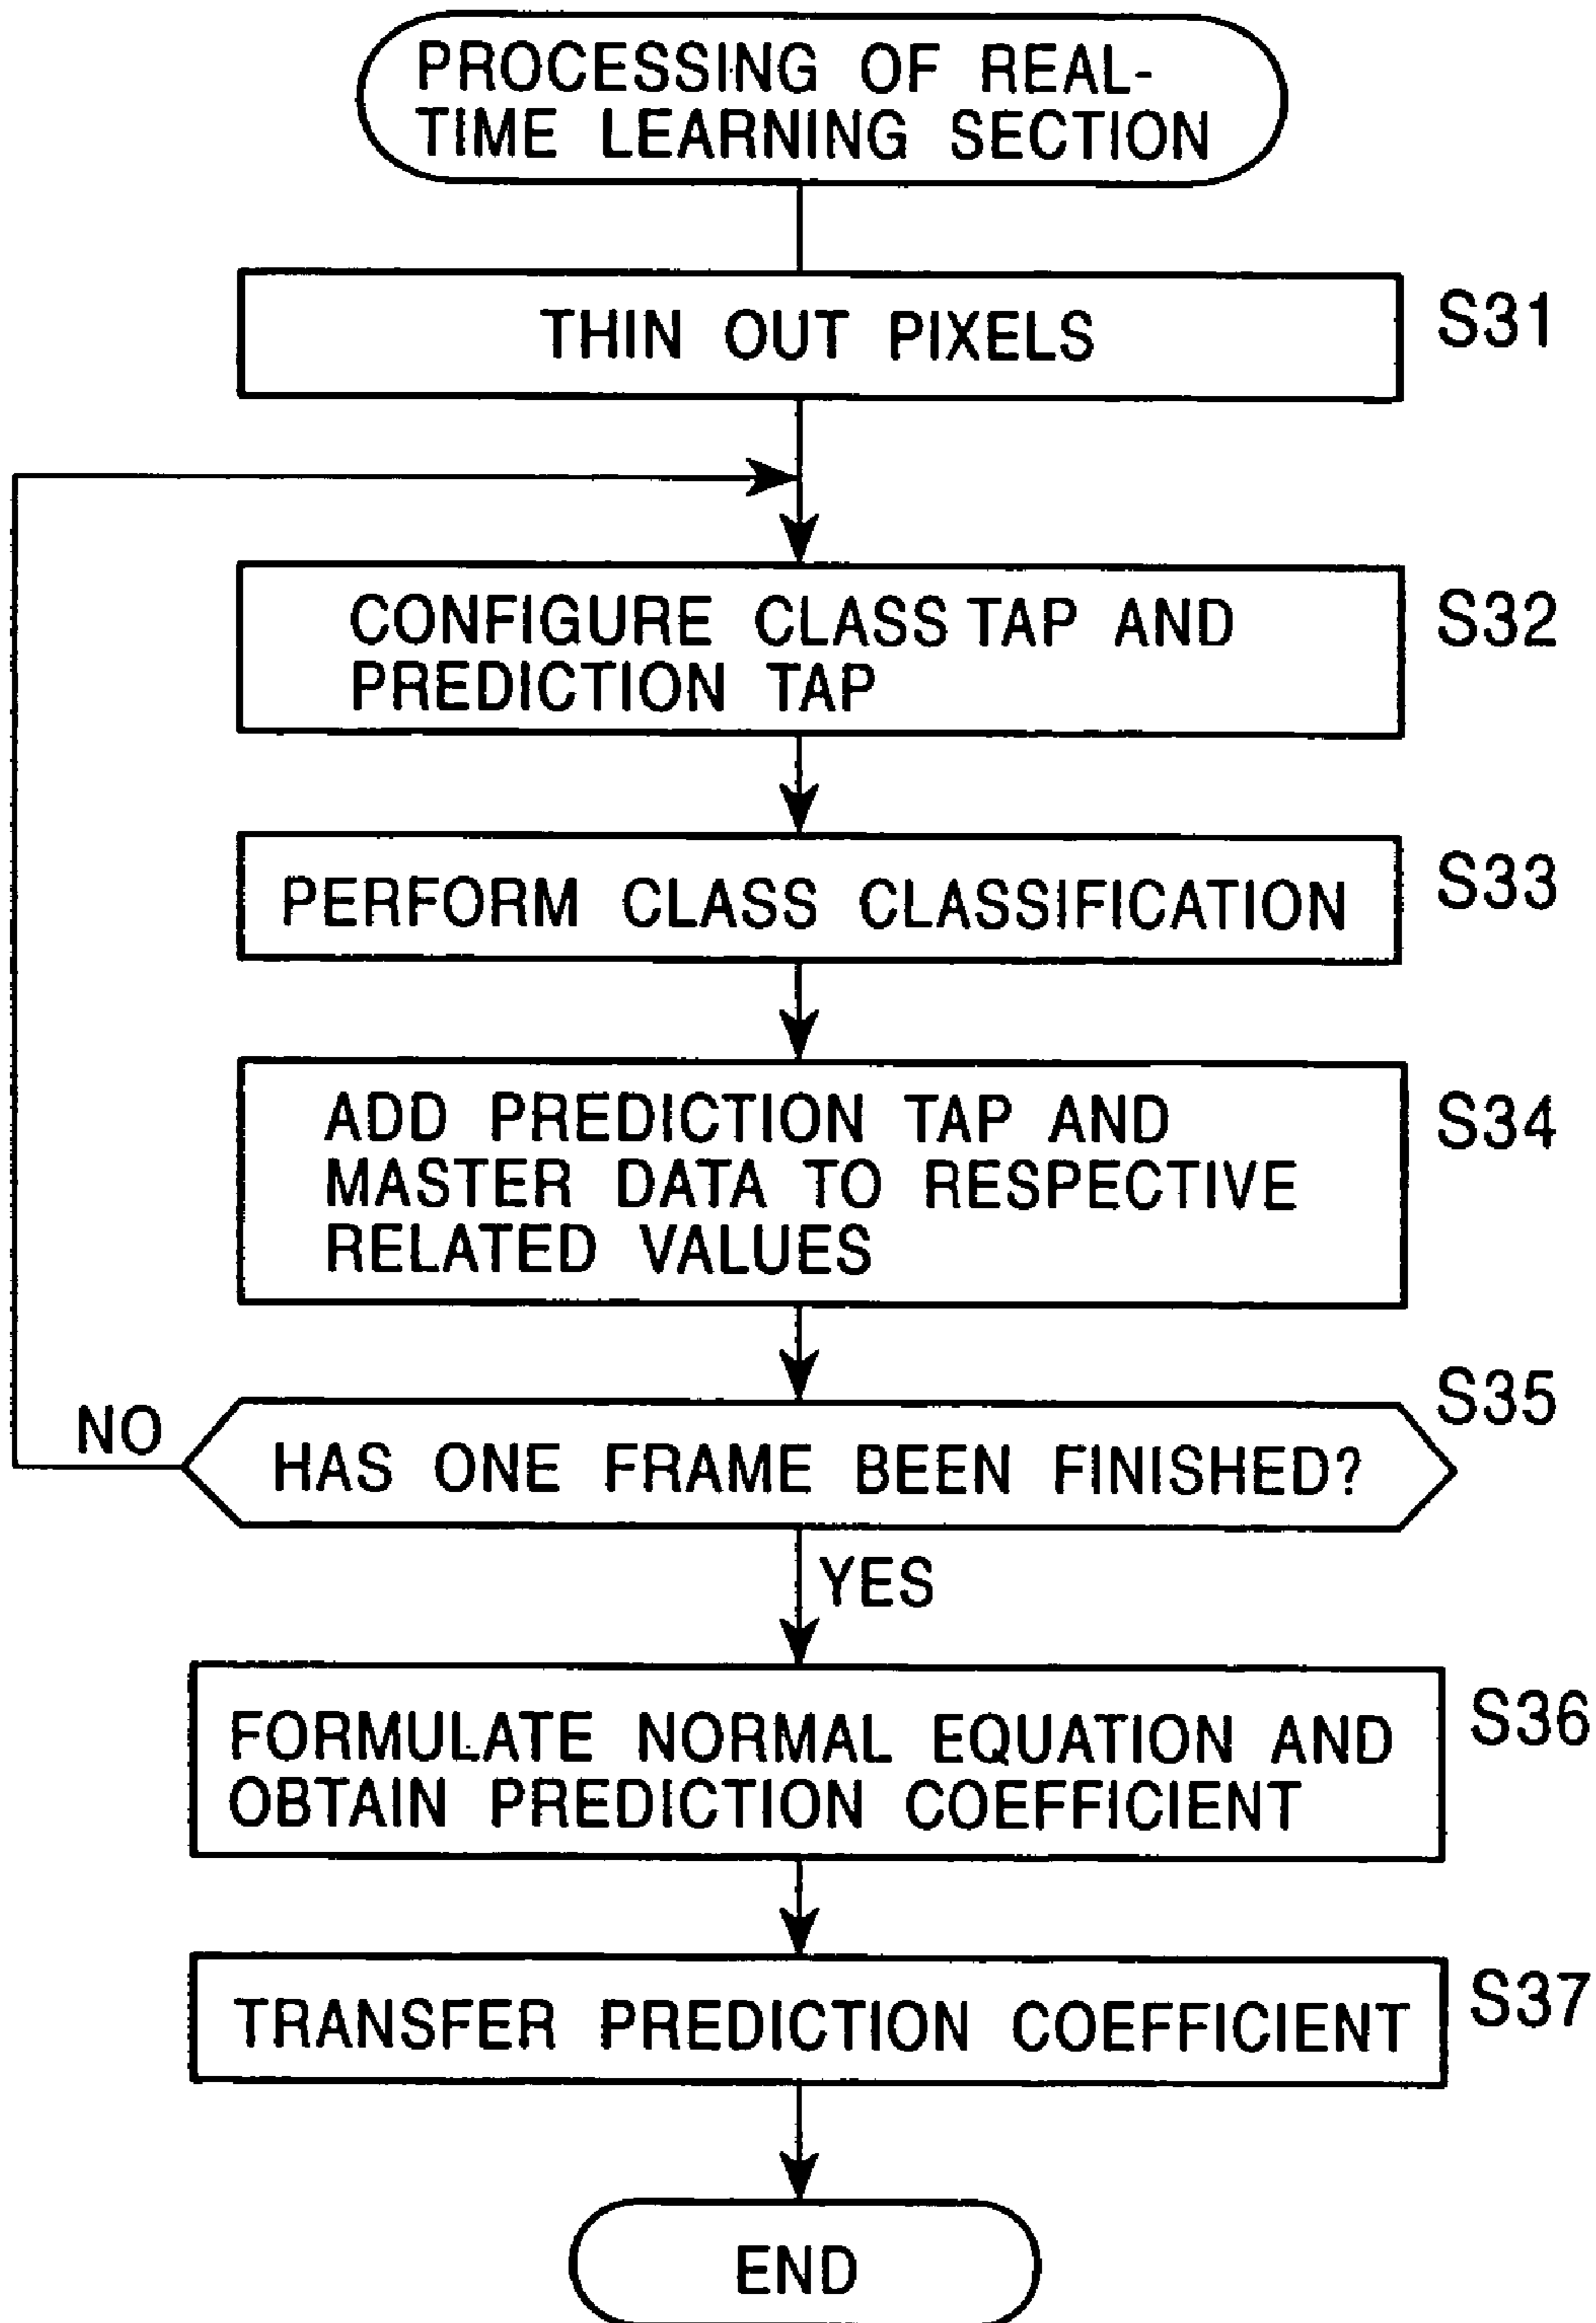 PROCESSING OF REAL-
TIME LEARNING SECTION
THIN OUT PIXELS
S31
CONFIGURE CLASS TAP AND
PREDICTION TAP
S32
PERFORM CLASS CLASSIFICATION
S33
ADD PREDICTION TAP AND
MASTER DATA TO RESPECTIVE
RELATED VALUES
S34
HAS ONE FRAME BEEN FINISHED?
S35
NO
YES
FORMULATE NORMAL EQUATION AND
OBTAIN PREDICTION COEFFICIENT
S36
TRANSFER PREDICTION COEFFICIENT
S37
END